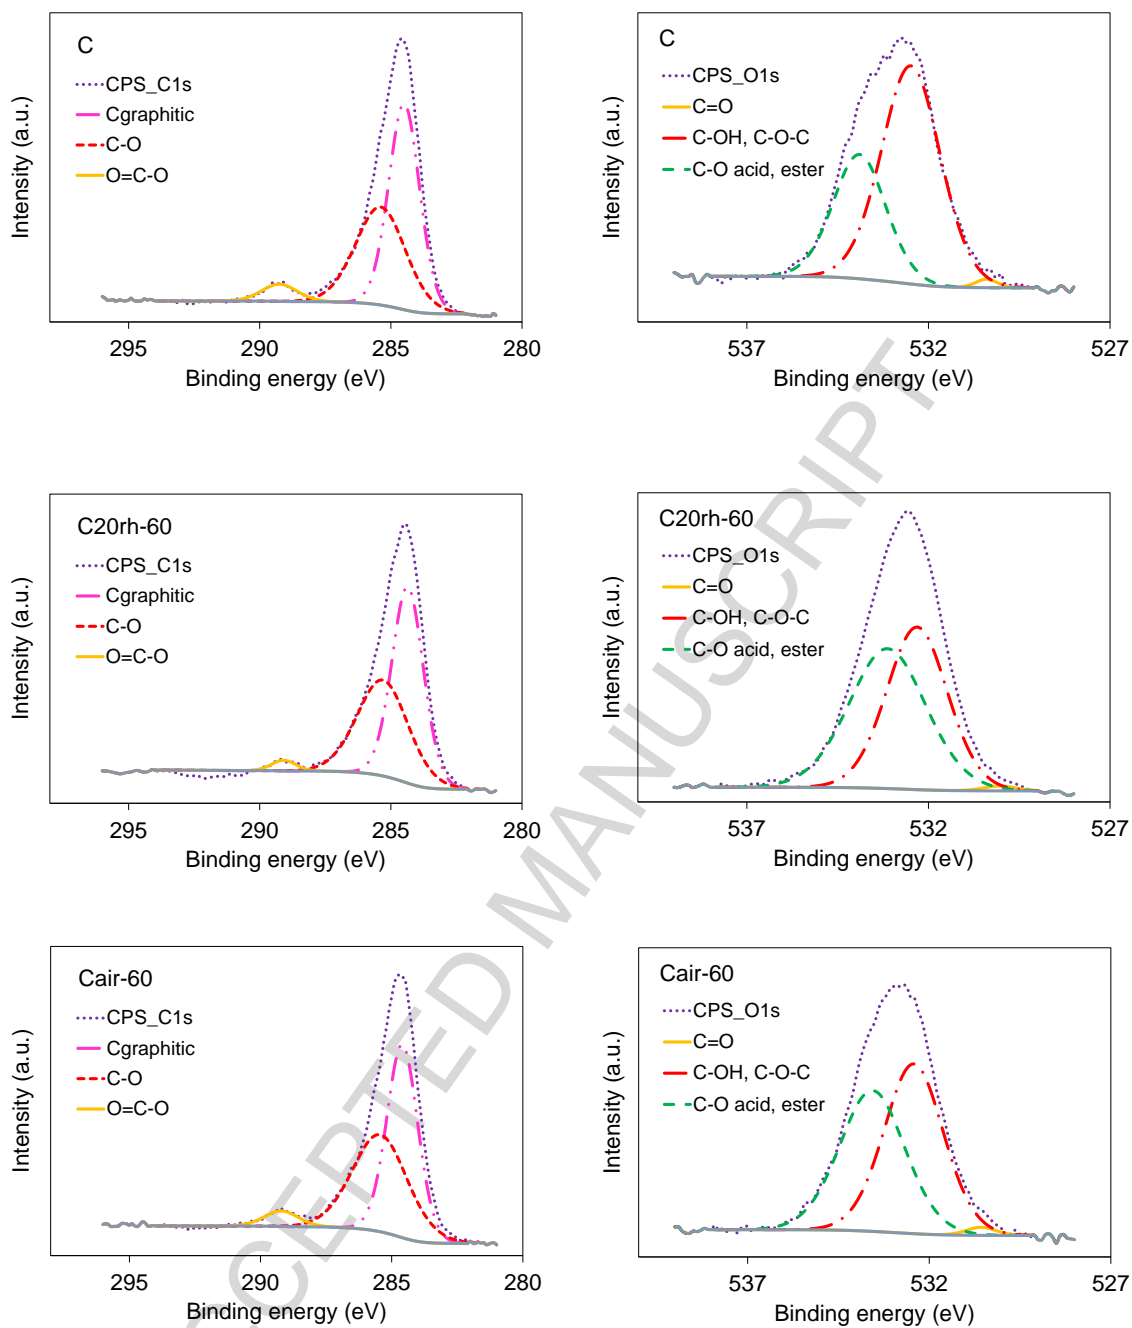 C
CPS_C1s
Cgraphitic
C-O
O=C-O
Intensity (a.u.)
295 290 285 280
Binding energy (eV)
C
CPS_O1s
C=O
C-OH, C-O-C
C-O acid, ester
Intensity (a.u.)
537 532 527
Binding energy (eV)
C20rh-60
CPS_C1s
Cgraphitic
C-O
O=C-O
Intensity (a.u.)
295 290 285 280
Binding energy (eV)
C20rh-60
CPS_O1s
C=O
C-OH, C-O-C
C-O acid, ester
Intensity (a.u.)
537 532 527
Binding energy (eV)
Cair-60
CPS_C1s
Cgraphitic
C-O
O=C-O
Intensity (a.u.)
295 290 285 280
Binding energy (eV)
Cair-60
CPS_O1s
C=O
C-OH, C-O-C
C-O acid, ester
Intensity (a.u.)
537 532 527
Binding energy (eV)
CCEPTED MANUSCRIPT